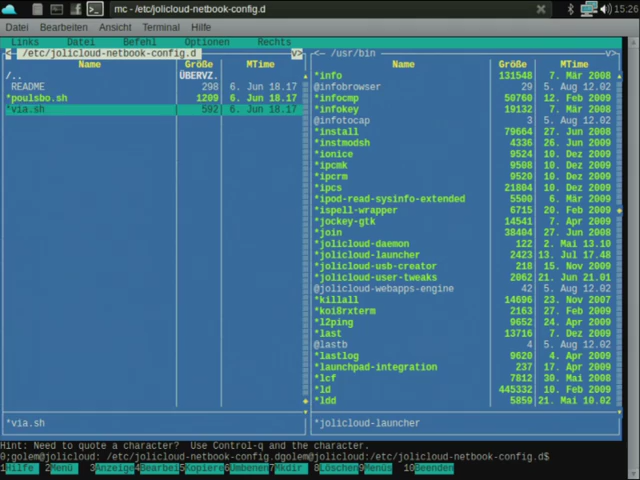 mc - /etc/jolicloud-netbook-config.d
15:26
Datei Bearbeiten Ansicht Terminal Hilfe
Links Datei Befehl Optionen Rechts
<- /etc/jolicloud-netbook-config.d v> <- /usr/bin v>
Name Größe MTime Name Größe MTime
/.. ÜBERVZ. *info 131548 7. Mär 2008
README 298 6. Jun 18.17 @infobrowser 29 5. Aug 12.02
*poulsbo.sh 1209 6. Jun 18.17 *infocmp 50760 12. Feb 2009
*via.sh 592 6. Jun 18.17 *infokey 19132 7. Mär 2008
@infotocap 3 5. Aug 12.02
*install 79664 27. Jun 2008
*instmodsh 4336 26. Jun 2009
*ionice 9524 10. Dez 2009
*ipcmk 9508 10. Dez 2009
*ipcrm 9520 10. Dez 2009
*ipcs 21804 10. Dez 2009
*ipod-read-sysinfo-extended 5500 6. Mär 2009
*ispell-wrapper 6715 20. Feb 2009
*jockey-gtk 14541 7. Apr 2009
*join 38404 27. Jun 2008
*jolicloud-daemon 122 2. Mai 13.10
*jolicloud-launcher 2423 13. Jul 17.48
*jolicloud-usb-creator 218 15. Nov 2009
*jolicloud-user-tweaks 2062 21. Jun 21.01
@jolicloud-webapps-engine 42 5. Aug 12.02
*killall 14696 23. Nov 2007
*koi8rxterm 2163 27. Feb 2009
*l2ping 9652 24. Apr 2009
*last 13716 7. Dez 2009
@lastb 4 5. Aug 12.02
*lastlog 9620 4. Apr 2009
*launchpad-integration 237 17. Apr 2009
*lcf 7812 30. Mai 2008
*ld 445332 10. Feb 2009
*ldd 5859 21. Mai 10.02
*via.sh *jolicloud-launcher
Hint: Need to quote a character? Use Control-q and the character.
0;golem@jolicloud: /etc/jolicloud-netbook-config.dgolem@jolicloud:/etc/jolicloud-netbook-config.d$
1Hilfe 2Menü 3Anzeige 4Bearbei 5Kopiere 6Umbenen 7Mkdir 8Löschen 9Menüs 10Beenden